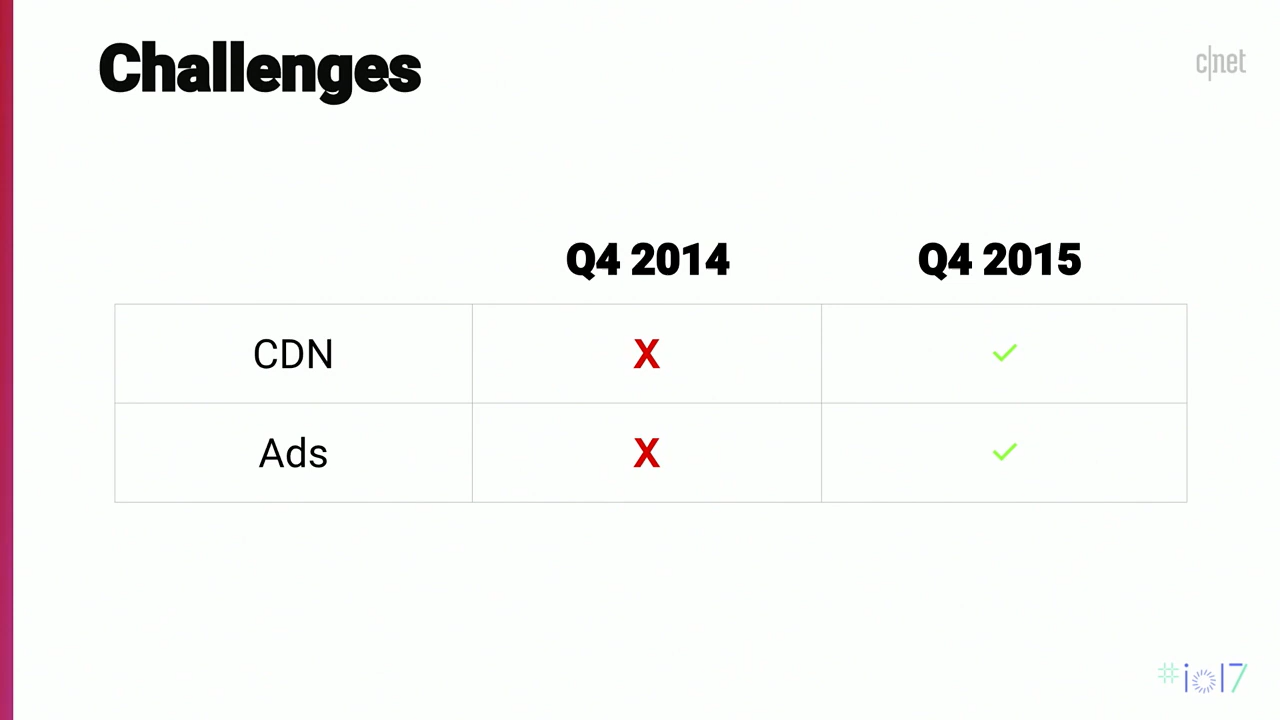 Challenges
c|net
Q4 2014 Q4 2015
CDN X ✓
Ads X ✓
#io17